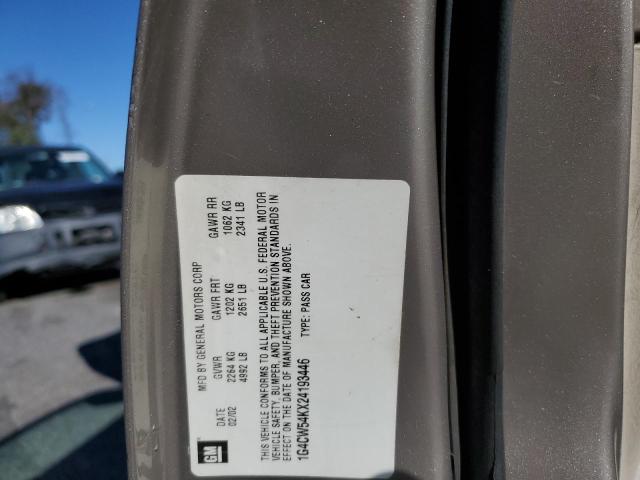 MFD BY GENERAL MOTORS CORP
DATE GVWR GAWR FRT GAWR RR
02/02 2264 KG 1202 KG 1062 KG
4992 LB 2651 LB 2341 LB
THIS VEHICLE CONFORMS TO ALL APPLICABLE U.S. FEDERAL MOTOR
VEHICLE SAFETY, BUMPER, AND THEFT PREVENTION STANDARDS IN
EFFECT ON THE DATE OF MANUFACTURE SHOWN ABOVE.
1G4CW54KX24193446 TYPE: PASS CAR
GM